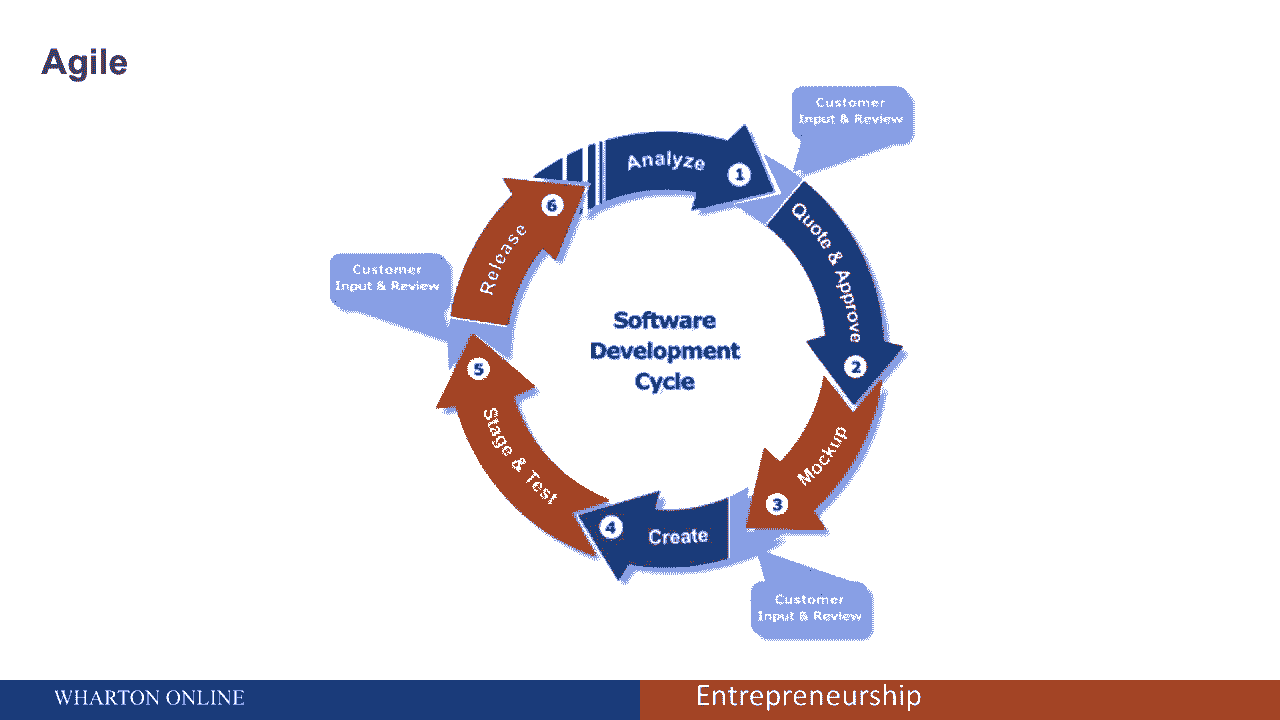 Agile
Customer
Input & Review
Analyze
1
Quote & Approve
2
Mockup
3
Customer
Input & Review
Create
4
Stage & Test
5
Customer
Input & Review
Release
6
Software
Development
Cycle
WHARTON ONLINE
Entrepreneurship